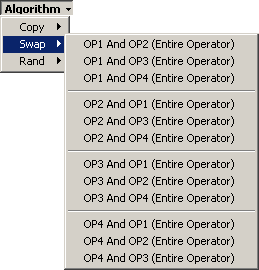 Algorithm
Copy
Swap
Rand
OP1 And OP2 (Entire Operator)
OP1 And OP3 (Entire Operator)
OP1 And OP4 (Entire Operator)
OP2 And OP1 (Entire Operator)
OP2 And OP3 (Entire Operator)
OP2 And OP4 (Entire Operator)
OP3 And OP1 (Entire Operator)
OP3 And OP2 (Entire Operator)
OP3 And OP4 (Entire Operator)
OP4 And OP1 (Entire Operator)
OP4 And OP2 (Entire Operator)
OP4 And OP3 (Entire Operator)